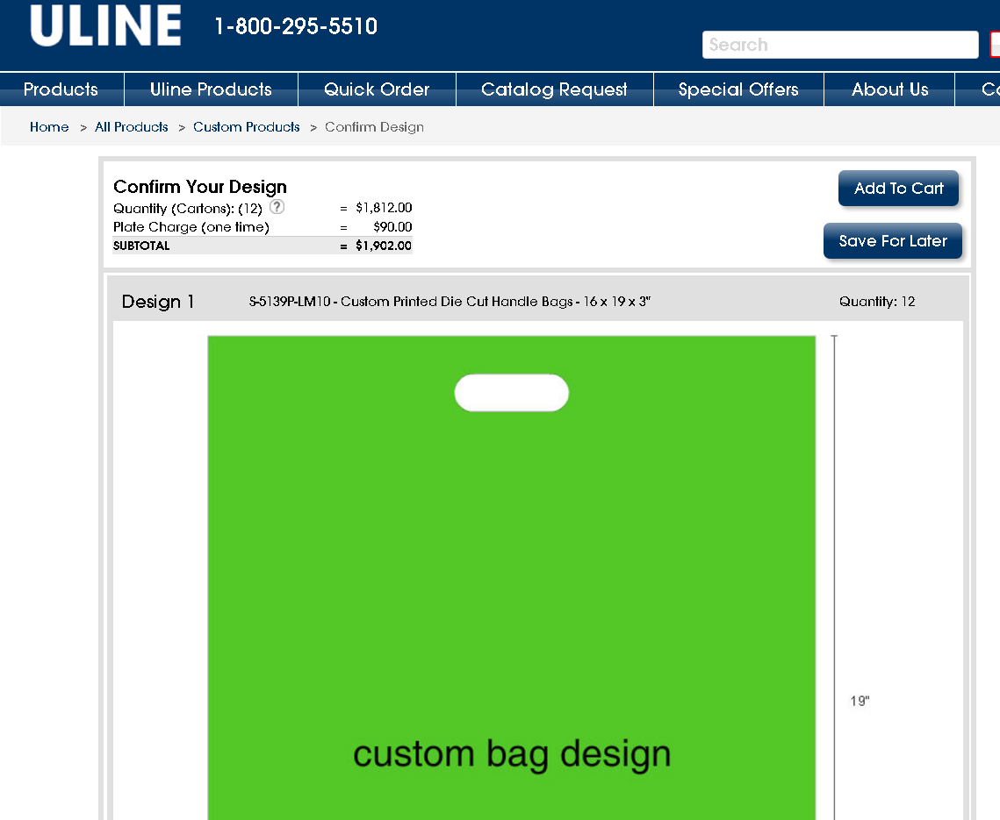 ULINE 1-800-295-5510
Search
Products Uline Products Quick Order Catalog Request Special Offers About Us
Home > All Products > Custom Products > Confirm Design
Confirm Your Design
Add To Cart
Quantity (Cartons): (12) ? = $1,812.00
Plate Charge (one time) = $90.00
SUBTOTAL = $1,902.00
Save For Later
Design 1 S-5139P-LM10 - Custom Printed Die Cut Handle Bags - 16 x 19 x 3" Quantity: 12
19"
custom bag design